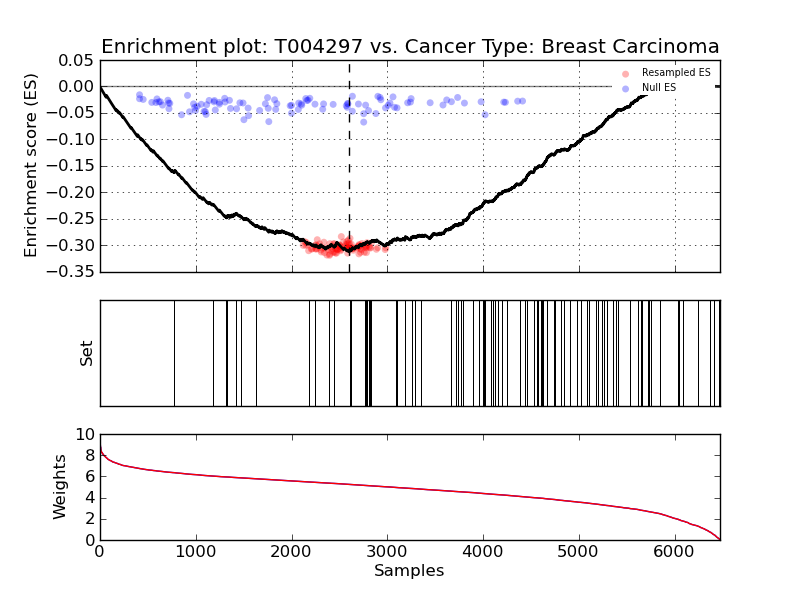 Enrichment plot: T004297 vs. Cancer Type: Breast Carcinoma
Enrichment score (ES)
0.05
0.00
−0.05
−0.10
−0.15
−0.20
−0.25
−0.30
−0.35
Resampled ES
Null ES
Set
Weights
10
8
6
4
2
0
0 1000 2000 3000 4000 5000 6000
Samples